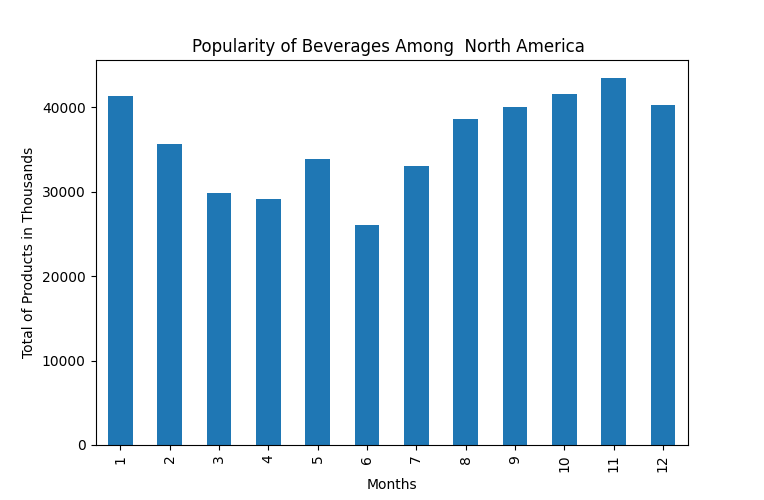 Popularity of Beverages Among  North America
Total of Products in Thousands
40000
30000
20000
10000
0
1 2 3 4 5 6 7 8 9 10 11 12
Months